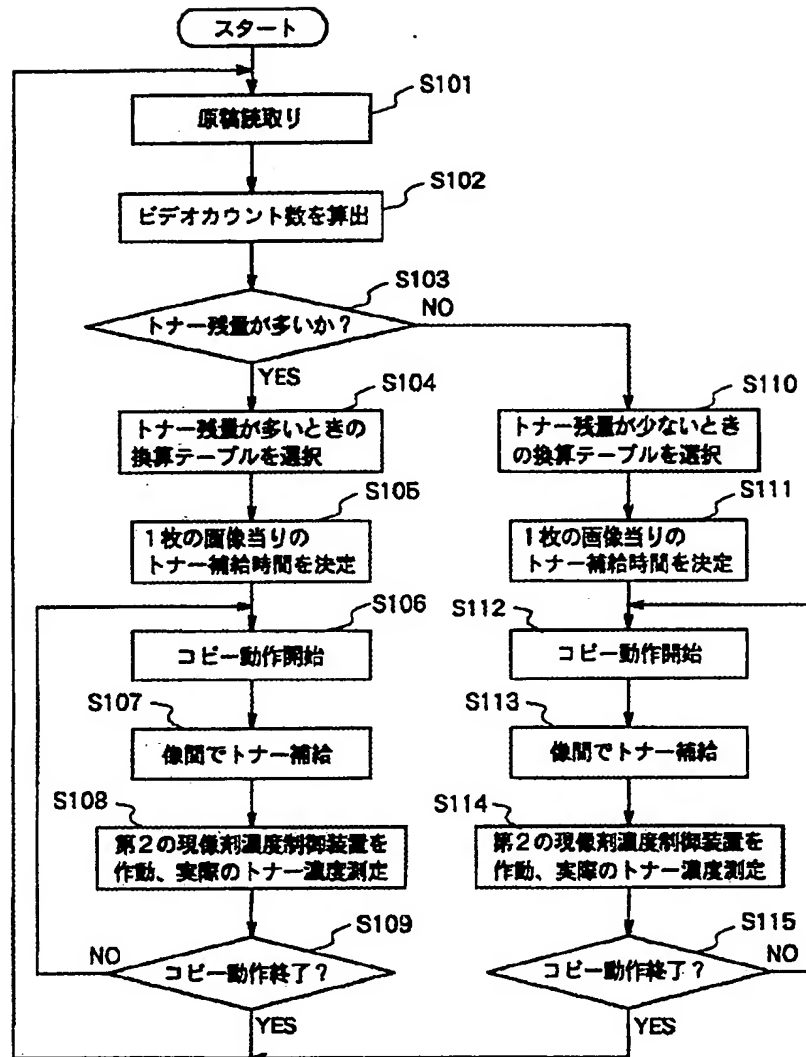 スタート
S101
原稿読取り
S102
ビデオカウント数を算出
S103
トナー残量が多いか？
NO
YES
S104
トナー残量が多いときの
換算テーブルを選択
S105
1枚の画像当りの
トナー補給時間を決定
S106
コピー動作開始
S107
像間でトナー補給
S108
第2の現像剤濃度制御装置を
作動、実際のトナー濃度測定
S109
NO
コピー動作終了？
YES
S110
トナー残量が少ないとき
の換算テーブルを選択
S111
1枚の画像当りの
トナー補給時間を決定
S112
コピー動作開始
S113
像間でトナー補給
S114
第2の現像剤濃度制御装置を
作動、実際のトナー濃度測定
S115
コピー動作終了？
NO
YES